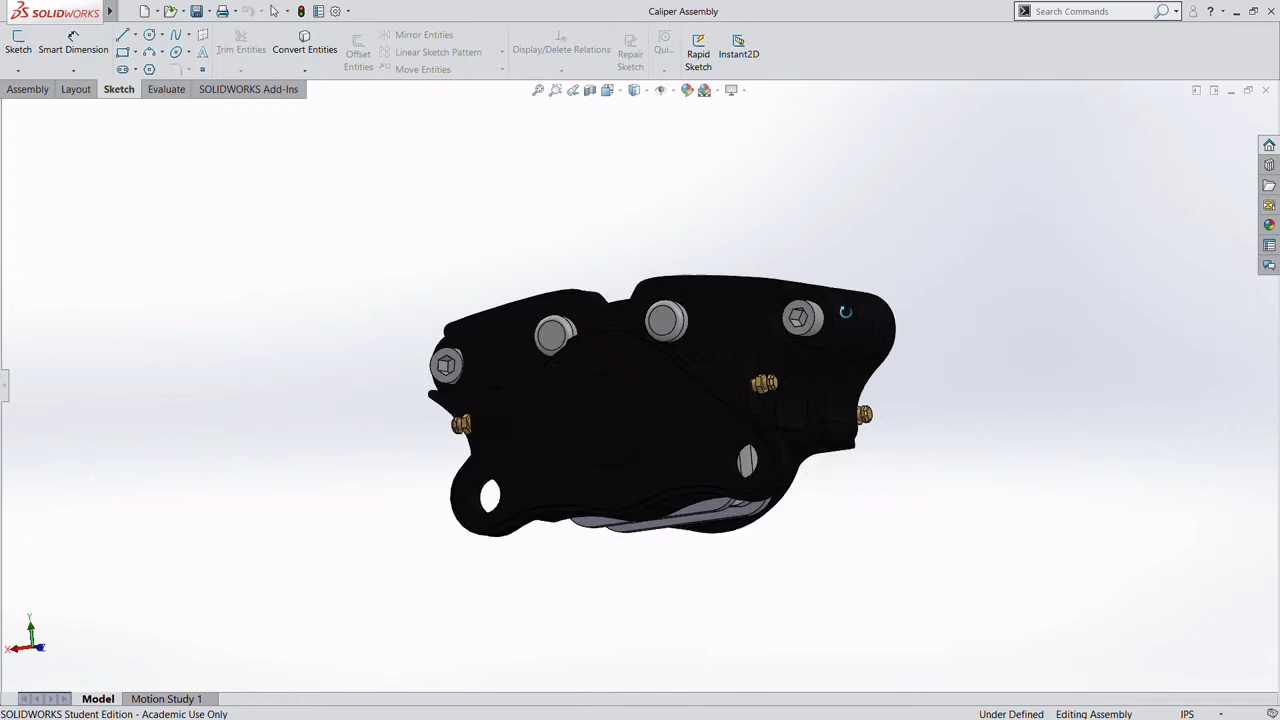 SOLIDWORKS
Caliper Assembly
Search Commands
?
Sketch
Smart Dimension
Trim Entities
Convert Entities
Offset Entities
Mirror Entities
Linear Sketch Pattern
Move Entities
Display/Delete Relations
Repair Sketch
Qui...
Rapid Sketch
Instant2D
Assembly
Layout
Sketch
Evaluate
SOLIDWORKS Add-Ins
Y
X
Z
Model
Motion Study 1
SOLIDWORKS Student Edition - Academic Use Only
Under Defined
Editing Assembly
IPS